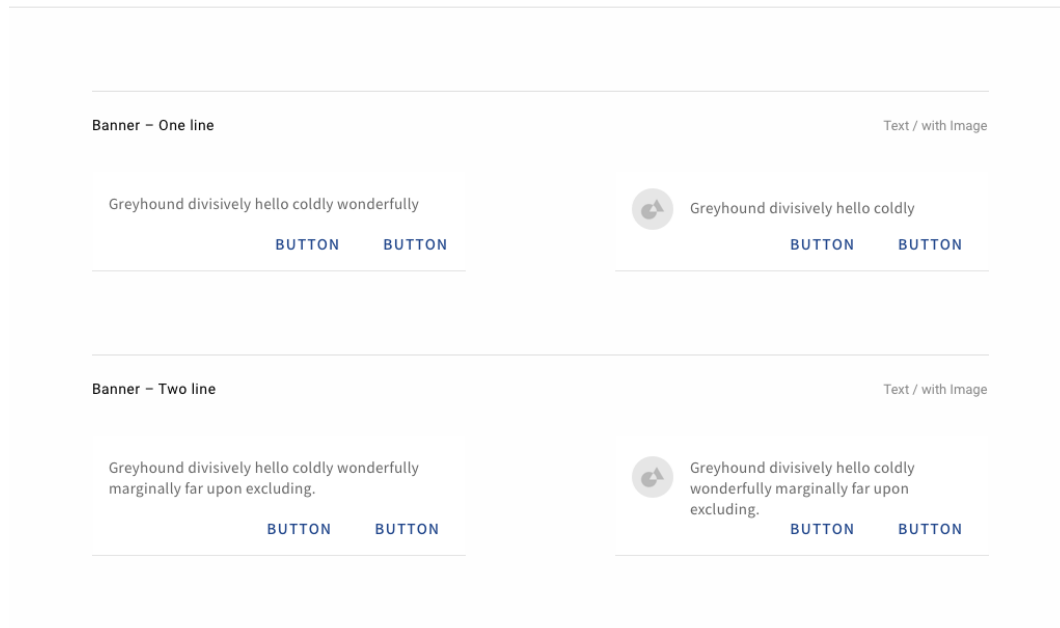 Banner – One line
Text / with Image
Greyhound divisively hello coldly wonderfully
BUTTON BUTTON
Greyhound divisively hello coldly
BUTTON BUTTON
Banner – Two line
Text / with Image
Greyhound divisively hello coldly wonderfully
marginally far upon excluding.
BUTTON BUTTON
Greyhound divisively hello coldly
wonderfully marginally far upon
excluding.
BUTTON BUTTON